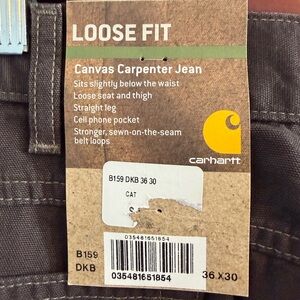 LOOSE FIT
Canvas Carpenter Jean
Sits slightly below the waist
Loose seat and thigh
Straight leg
Cell phone pocket
Stronger, sewn-on-the-seam
belt loops
carhartt
B159 DKB 36 30
CAT
035481651854
B159
DKB
035481651854
36 X30